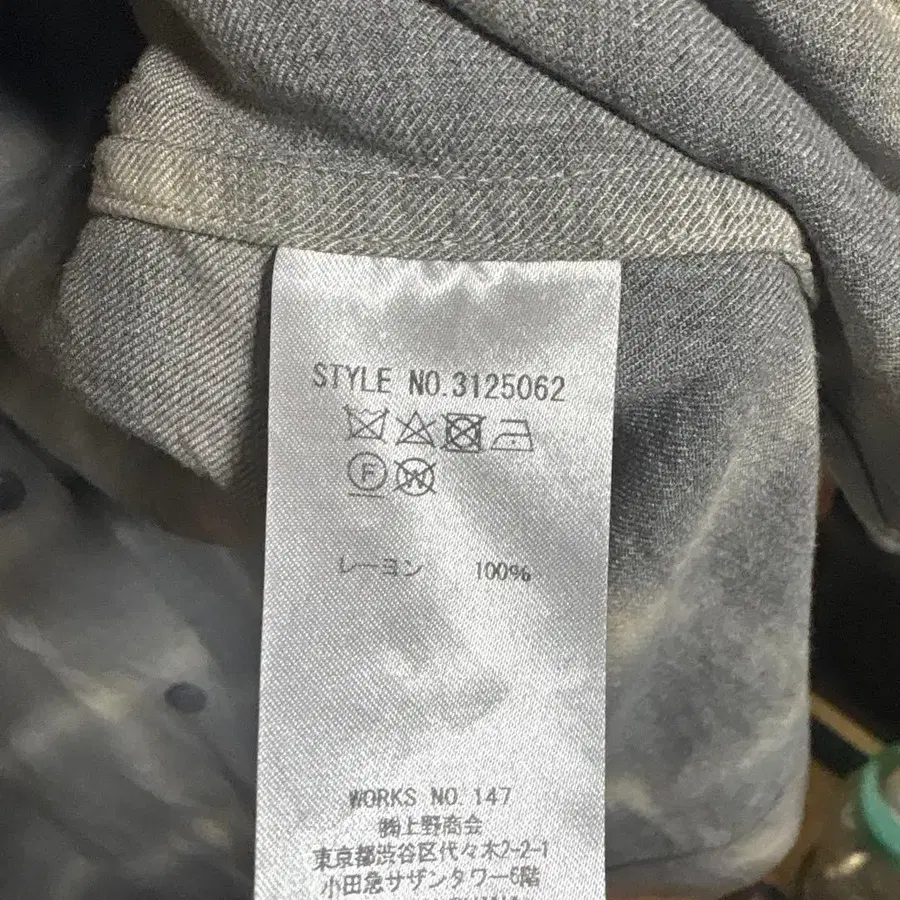 STYLE NO.3125062
F W
レーヨン 100%
WORKS NO. 147
㈱上野商会
東京都渋谷区代々木2-2-1
小田急サザンタワー6階